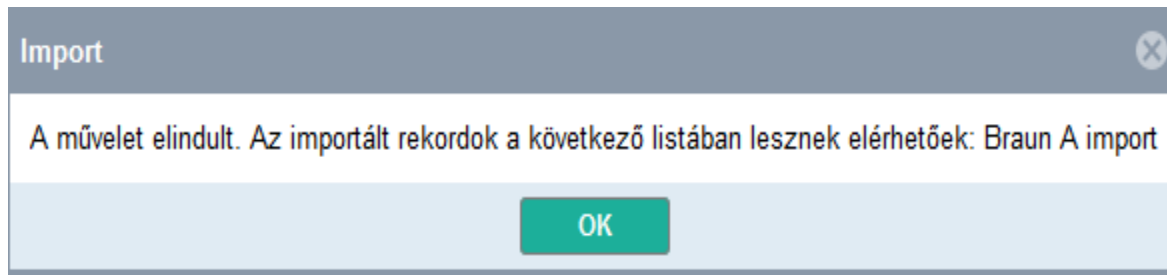 Import
A művelet elindult. Az importált rekordok a következő listában lesznek elérhetőek: Braun A import
OK